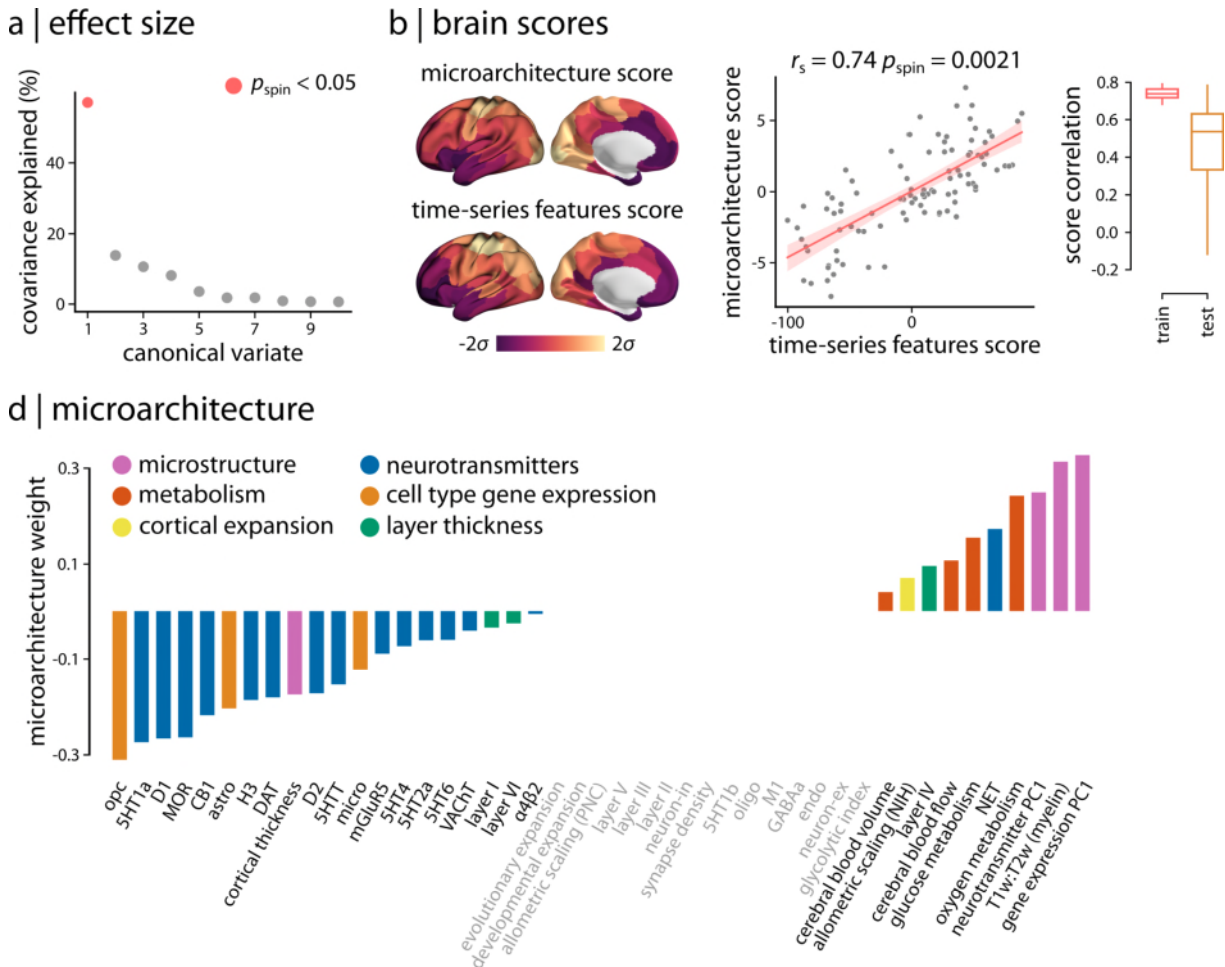 a | effect size
covariance explained (%)
p_spin < 0.05
40
20
0
1
3
5
7
9
canonical variate
b | brain scores
microarchitecture score
time-series features score
-2σ
2σ
r_s = 0.74 p_spin = 0.0021
microarchitecture score
5
0
-5
-100
0
time-series features score
score correlation
0.8
0.6
0.4
0.2
0.0
-0.2
train
test
d | microarchitecture
microstructure
metabolism
cortical expansion
neurotransmitters
cell type gene expression
layer thickness
microarchitecture weight
0.3
0.1
-0.1
-0.3
opc
5HT1a
D1
MOR
CB1
astro
H3
DAT
cortical thickness
D2
5HTT
micro
mGluR5
5HT4
5HT2a
5HT6
VAChT
layer I
layer VI
α4β2
evolutionary expansion
developmental expansion
allometric scaling (PNC)
layer V
layer III
layer II
neuron-in
synapse density
5HT1b
oligo
M1
GABAa
endo
neuron-ex
glycolytic index
cerebral blood volume
allometric scaling (NIH)
layer IV
cerebral blood flow
glucose metabolism
NET
oxygen metabolism
neurotransmitter PC1
T1w:T2w (myelin)
gene expression PC1